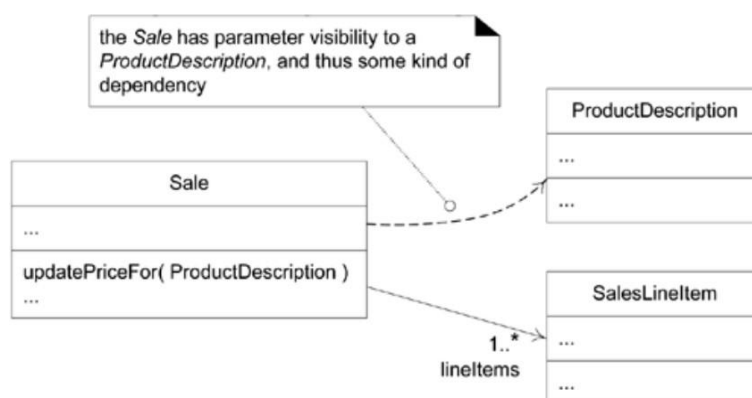 the Sale has parameter visibility to a
ProductDescription, and thus some kind of
dependency
ProductDescription
...
...
Sale
...
updatePriceFor( ProductDescription )
...
SalesLineItem
...
...
1..*
lineItems